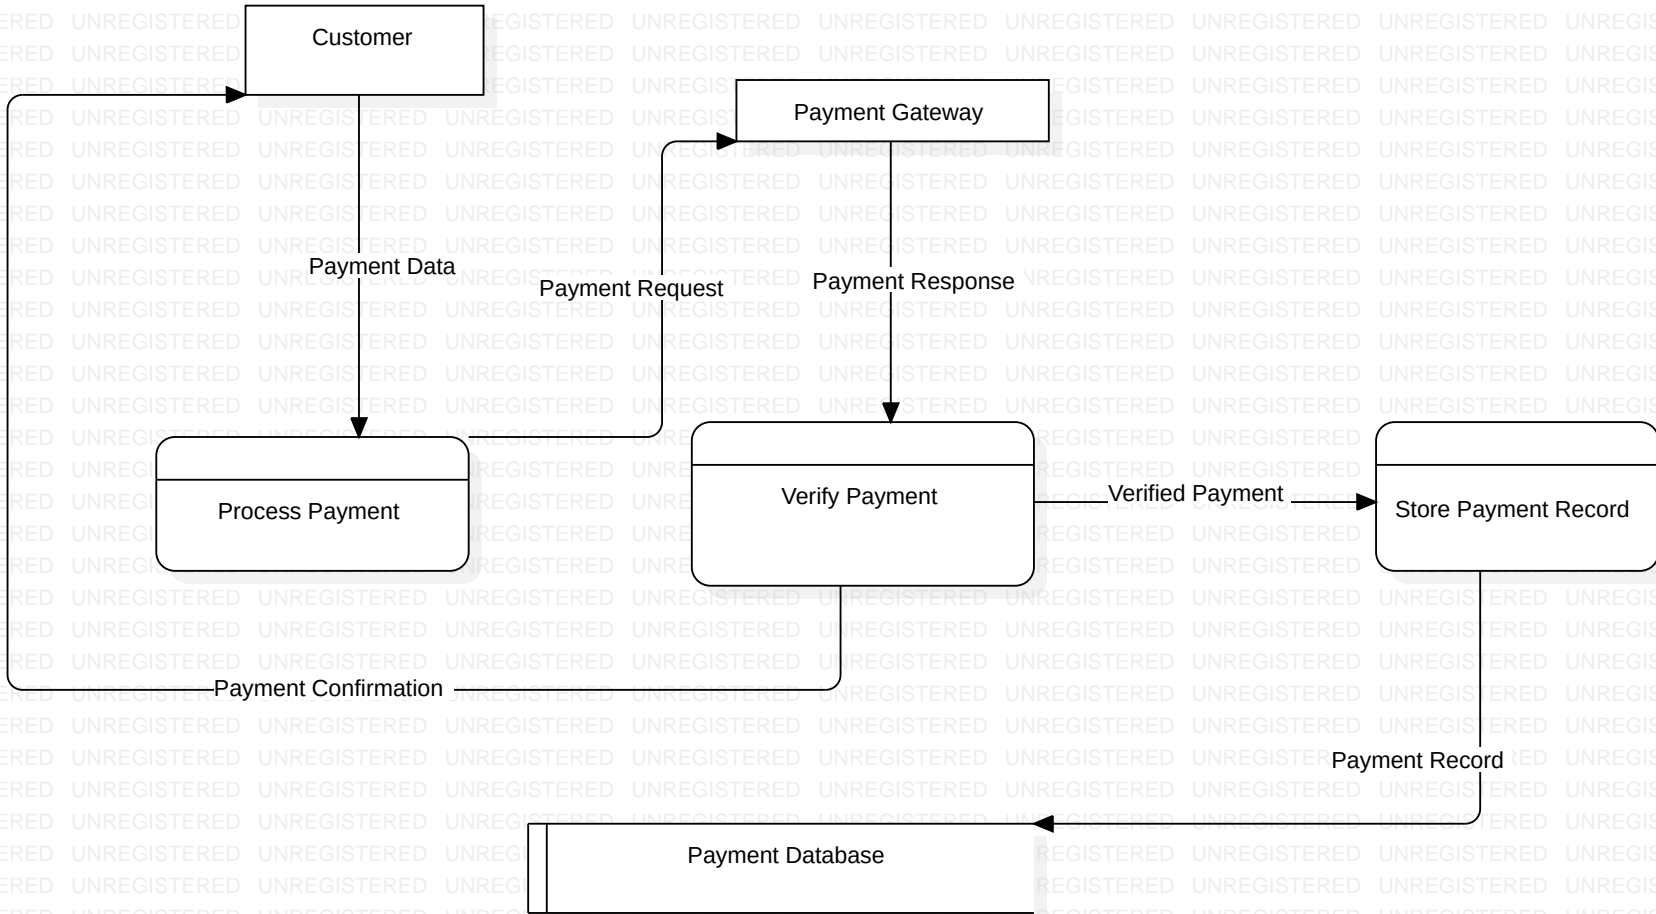 Customer
Payment Gateway
Payment Data
Payment Request
Payment Response
Process Payment
Verify Payment
Verified Payment
Store Payment Record
Payment Confirmation
Payment Record
Payment Database
UNREGISTERED